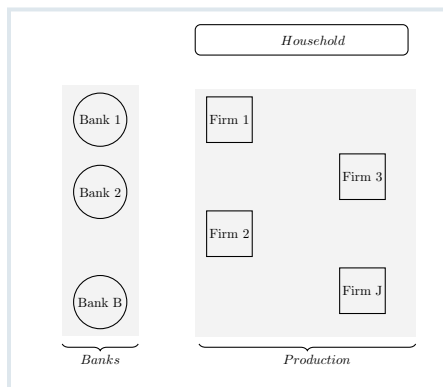 Household
Bank 1
Firm 1
Firm 3
Bank 2
Firm 2
Firm J
Bank B
Banks
Production